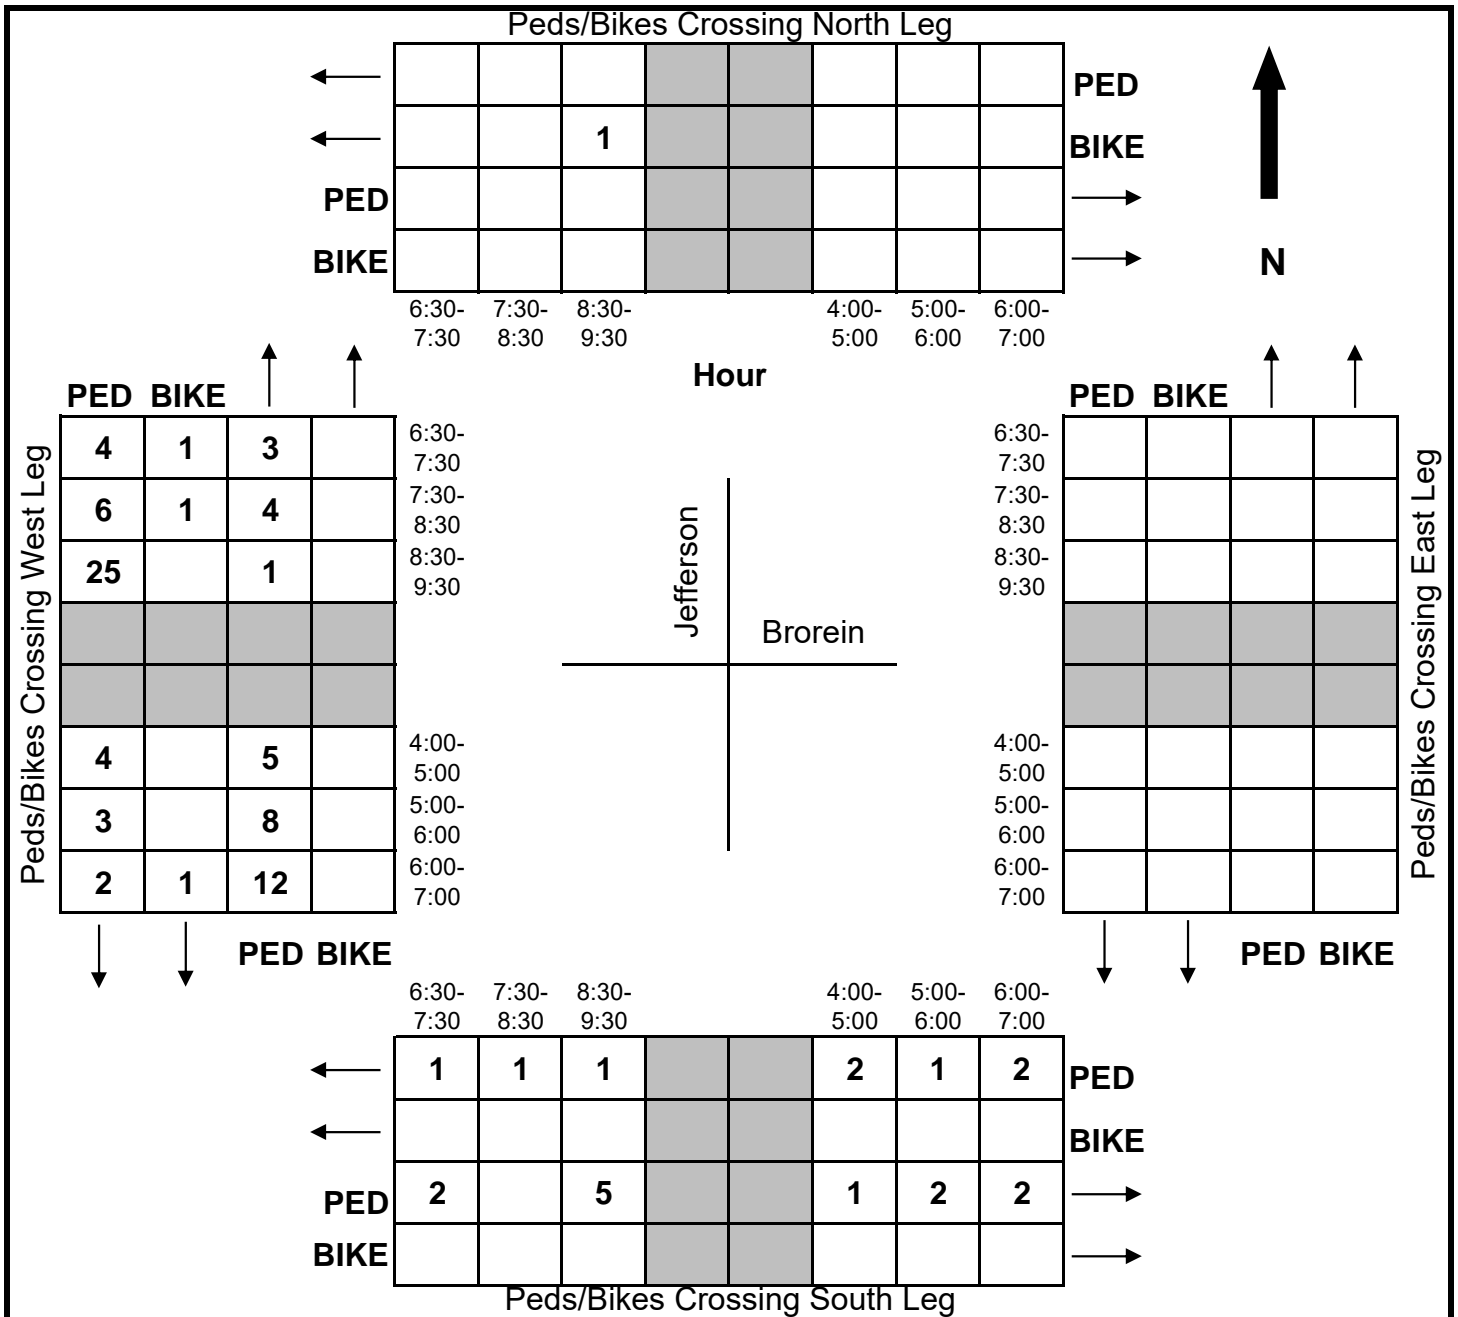 Peds/Bikes Crossing North Leg
PED
1
BIKE
PED
BIKE
N
6:30- 7:30- 8:30- 4:00- 5:00- 6:00-
7:30 8:30 9:30 5:00 6:00 7:00
Hour
PED BIKE
PED BIKE
Peds/Bikes Crossing West Leg
4 1 3
6:30-
7:30
6 1 4
7:30-
8:30
25 1
8:30-
9:30
4 5
4:00-
5:00
3 8
5:00-
6:00
2 1 12
6:00-
7:00
PED BIKE
Jefferson
Brorein
6:30-
7:30
7:30-
8:30
8:30-
9:30
4:00-
5:00
5:00-
6:00
6:00-
7:00
Peds/Bikes Crossing East Leg
PED BIKE
6:30- 7:30- 8:30- 4:00- 5:00- 6:00-
7:30 8:30 9:30 5:00 6:00 7:00
1 1 1 2 1 2 PED
BIKE
PED 2 5 1 2 2
BIKE
Peds/Bikes Crossing South Leg